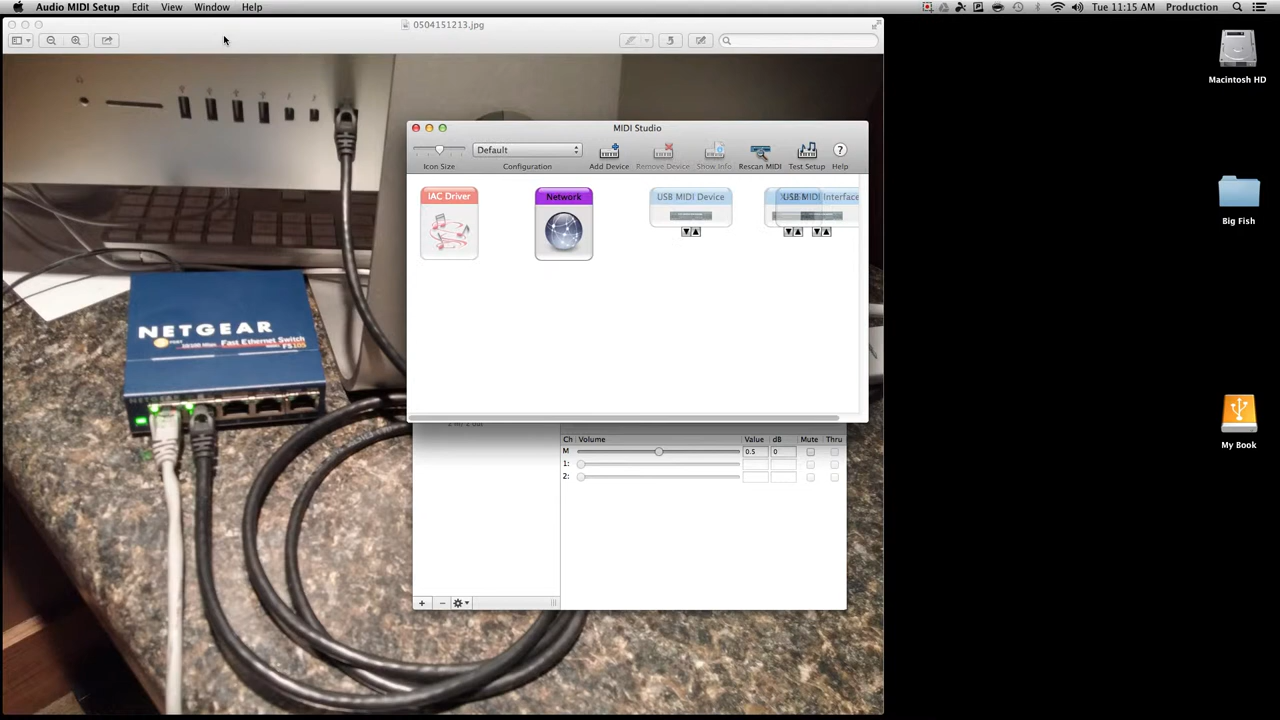 Audio MIDI Setup Edit View Window Help Tue 11:15 AM Production
0504151213.jpg
Macintosh HD
Big Fish
My Book
MIDI Studio
Default
Icon Size Configuration Add Device Remove Device Show Info Rescan MIDI Test Setup ? Help
IAC Driver Network USB MIDI Device USB MIDI Interface
NETGEAR
Fast Ethernet Switch
FS105
Ch Volume Value dB Mute Thru
M 0.5 0
1:
2: